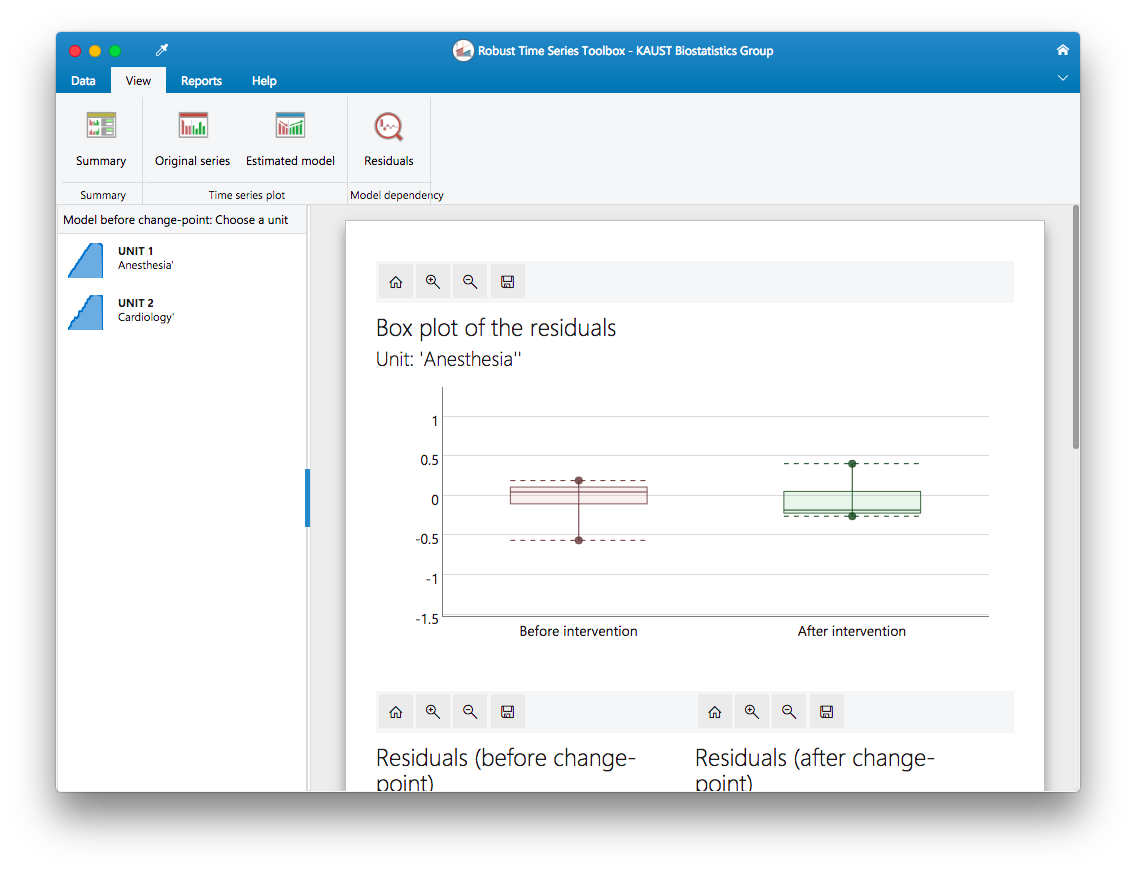 Robust Time Series Toolbox - KAUST Biostatistics Group
Data View Reports Help
Summary Original series Estimated model Residuals
Summary Time series plot Model dependency
Model before change-point: Choose a unit
UNIT 1
Anesthesia'
UNIT 2
Cardiology'
Box plot of the residuals
Unit: 'Anesthesia''
1
0.5
0
-0.5
-1
-1.5
Before intervention After intervention
Residuals (before change-
point)
Residuals (after change-
point)